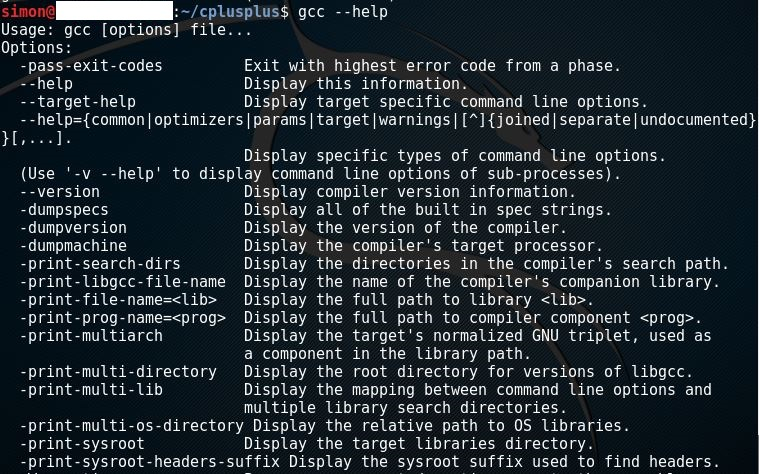 simon@ :~/cplusplus$ gcc --help
Usage: gcc [options] file...
Options:
  -pass-exit-codes         Exit with highest error code from a phase.
  --help                   Display this information.
  --target-help            Display target specific command line options.
  --help={common|optimizers|params|target|warnings|[^]{joined|separate|undocumented}
}[,...].
                           Display specific types of command line options.
  (Use '-v --help' to display command line options of sub-processes).
  --version                Display compiler version information.
  -dumpspecs               Display all of the built in spec strings.
  -dumpversion             Display the version of the compiler.
  -dumpmachine             Display the compiler's target processor.
  -print-search-dirs       Display the directories in the compiler's search path.
  -print-libgcc-file-name  Display the name of the compiler's companion library.
  -print-file-name=<lib>   Display the full path to library <lib>.
  -print-prog-name=<prog>  Display the full path to compiler component <prog>.
  -print-multiarch         Display the target's normalized GNU triplet, used as
                           a component in the library path.
  -print-multi-directory   Display the root directory for versions of libgcc.
  -print-multi-lib         Display the mapping between command line options and
                           multiple library search directories.
  -print-multi-os-directory Display the relative path to OS libraries.
  -print-sysroot           Display the target libraries directory.
  -print-sysroot-headers-suffix Display the sysroot suffix used to find headers.